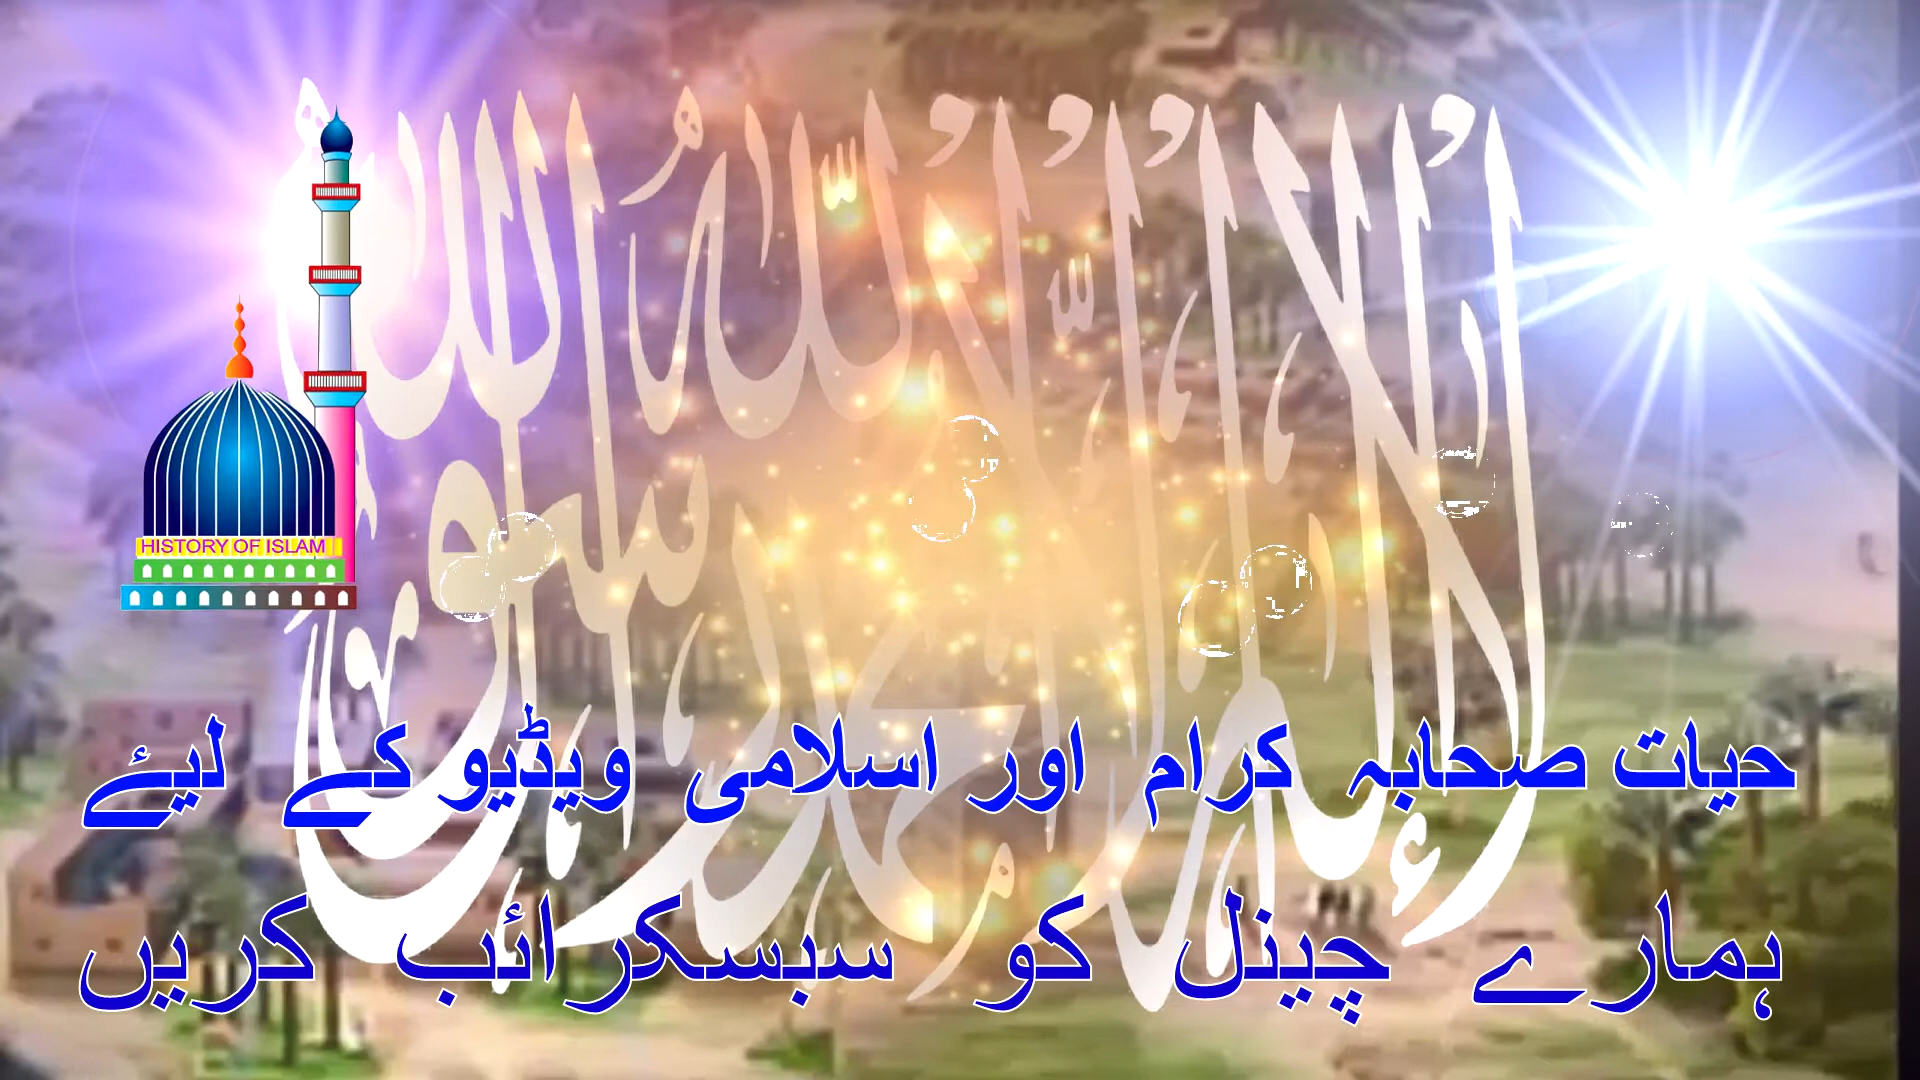 لا إله إلا الله محمد رسول الله
HISTORY OF ISLAM
حیات صحابہ کرام اور اسلامی ویڈیو کے لیئے
ہمارے چینل کو سبسکرائب کریں